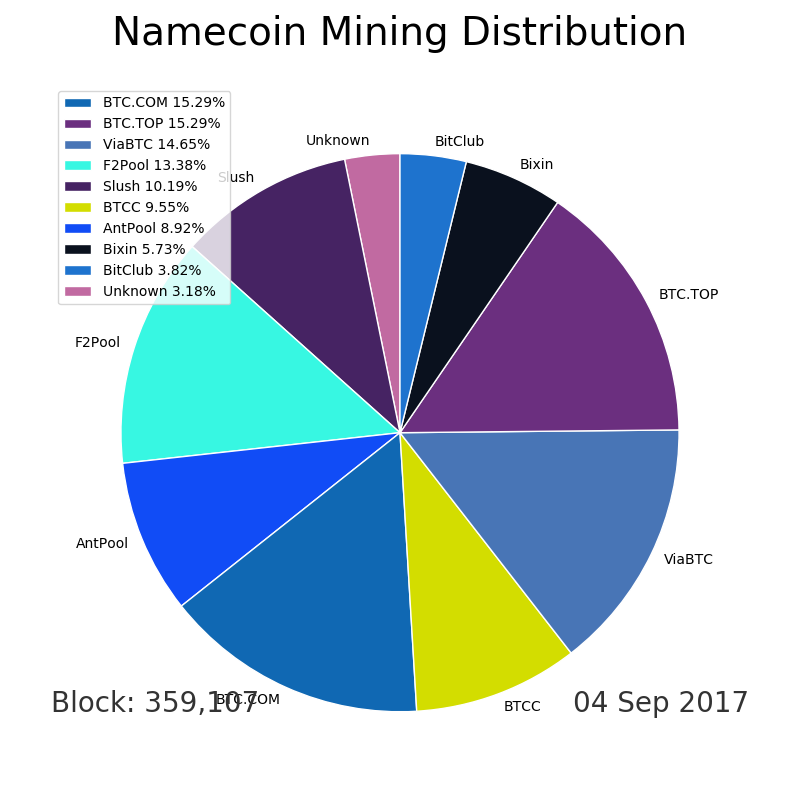 Namecoin Mining Distribution
BTC.COM 15.29%
BTC.TOP 15.29%
ViaBTC 14.65%
F2Pool 13.38%
Slush 10.19%
BTCC 9.55%
AntPool 8.92%
Bixin 5.73%
BitClub 3.82%
Unknown 3.18%
Unknown
BitClub
Bixin
Slush
BTC.TOP
F2Pool
AntPool
ViaBTC
BTC.COM
BTCC
Block: 359,107
04 Sep 2017